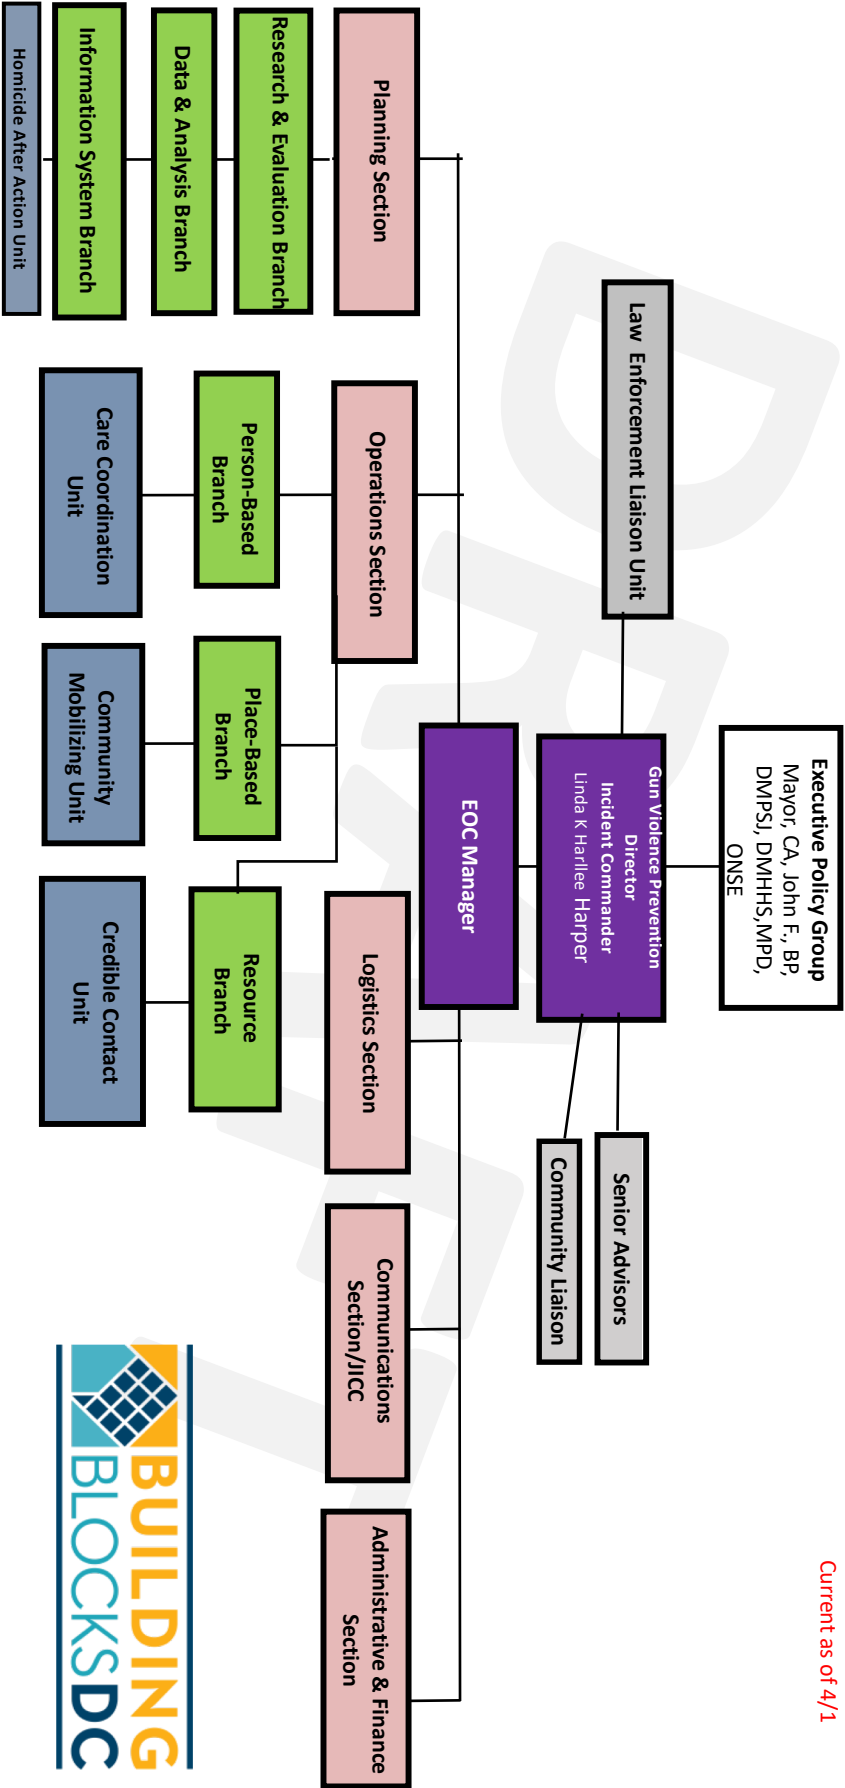 Current as of 4/1
Executive Policy Group
Mayor, CA, John F., BP,
DMPSJ, DMHHS,MPD,
ONSE
Law  Enforcement Liaison Unit
Gun Violence Prevention
Director
Incident Commander
Linda K Harllee Harper
Senior Advisors
Community Liaison
EOC Manager
Planning Section
Operations Section
Logistics Section
Communications
Section/JICC
Administrative & Finance
Section
Research & Evaluation Branch
Data & Analysis Branch
Information System Branch
Homicide After Action Unit
Person-Based
Branch
Place-Based
Branch
Resource
Branch
Care Coordination
Unit
Community
Mobilizing Unit
Credible Contact
Unit
BUILDING
BLOCKSDC
DRAFT